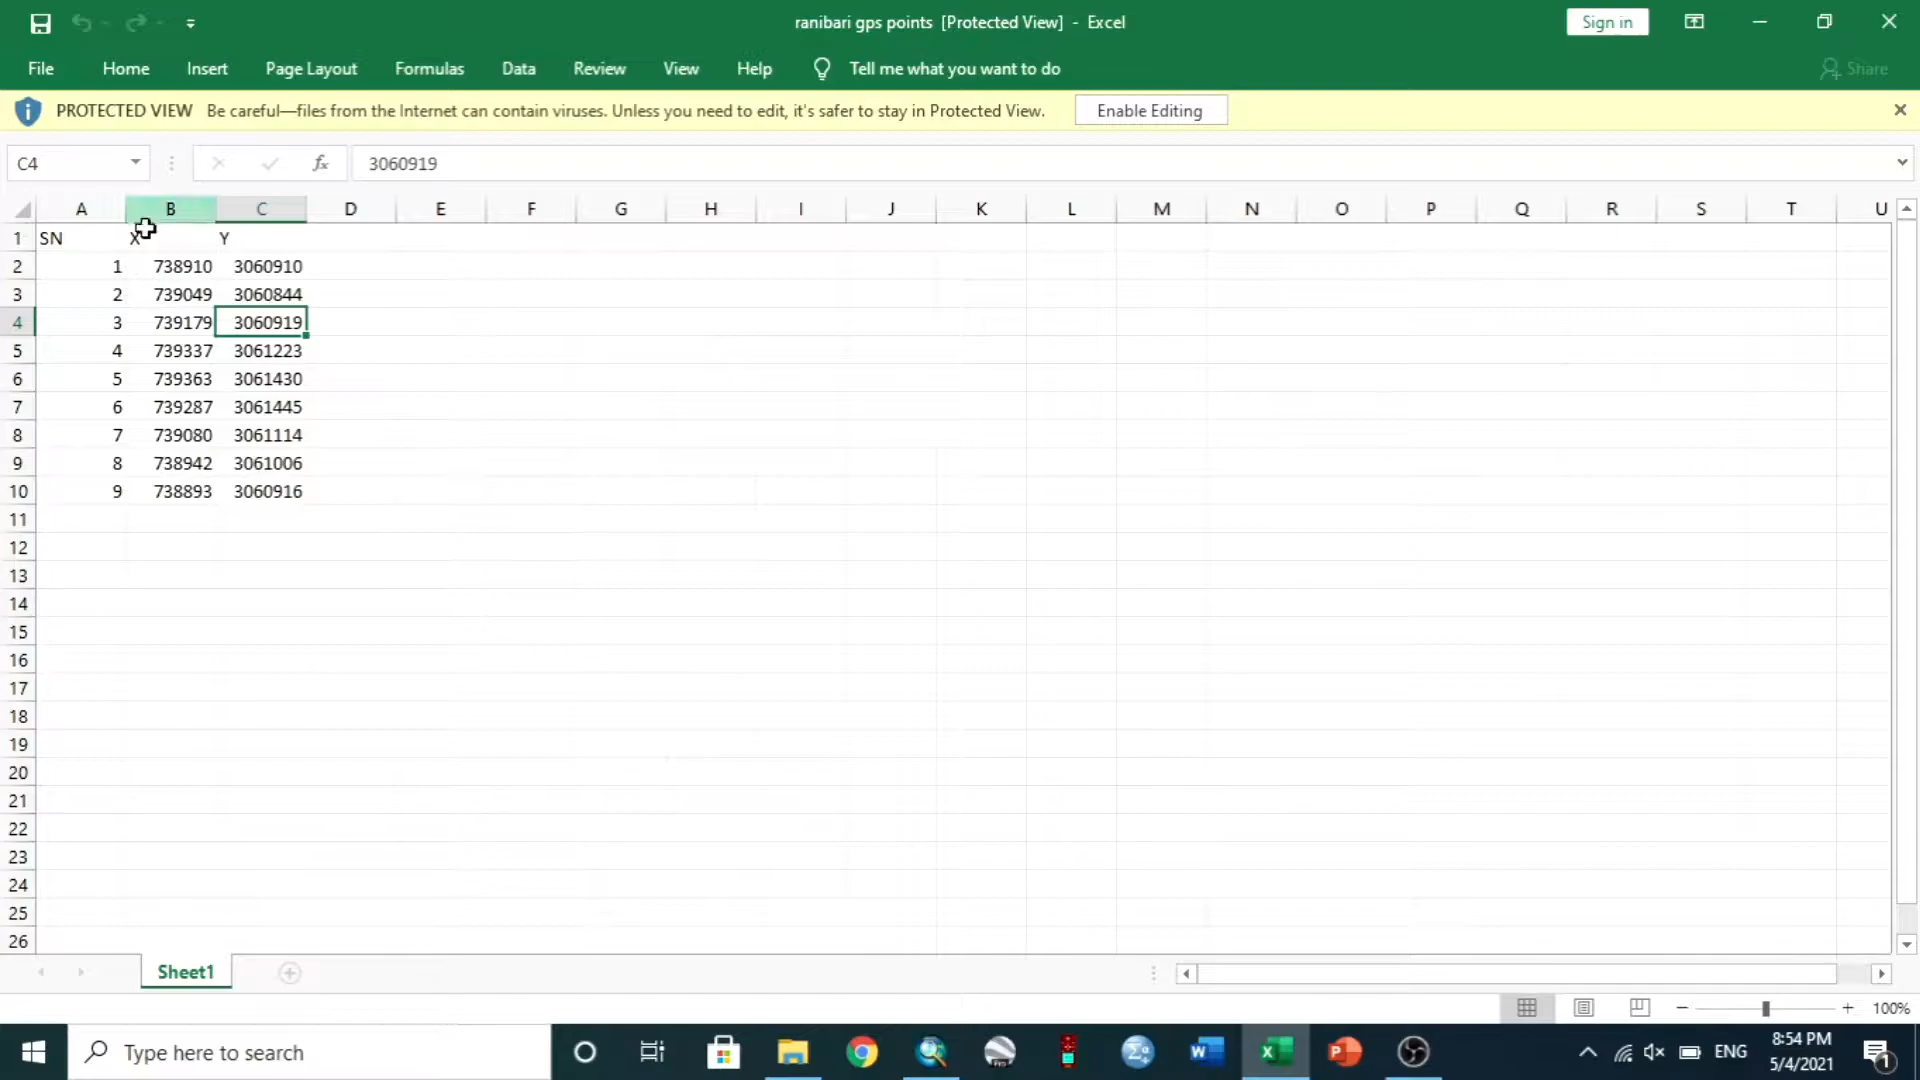 ranibari gps points [Protected View] - Excel
Sign in
File Home Insert Page Layout Formulas Data Review View Help Tell me what you want to do Share
PROTECTED VIEW Be careful—files from the Internet can contain viruses. Unless you need to edit, it's safer to stay in Protected View. Enable Editing
C4 fx 3060919
A B C D E F G H I J K L M N O P Q R S T U
1 SN X Y
2 1 738910 3060910
3 2 739049 3060844
4 3 739179 3060919
5 4 739337 3061223
6 5 739363 3061430
7 6 739287 3061445
8 7 739080 3061114
9 8 738942 3061006
10 9 738893 3060916
11
12
13
14
15
16
17
18
19
20
21
22
23
24
25
26
Sheet1
100%
Type here to search
ENG
8:54 PM
5/4/2021
1